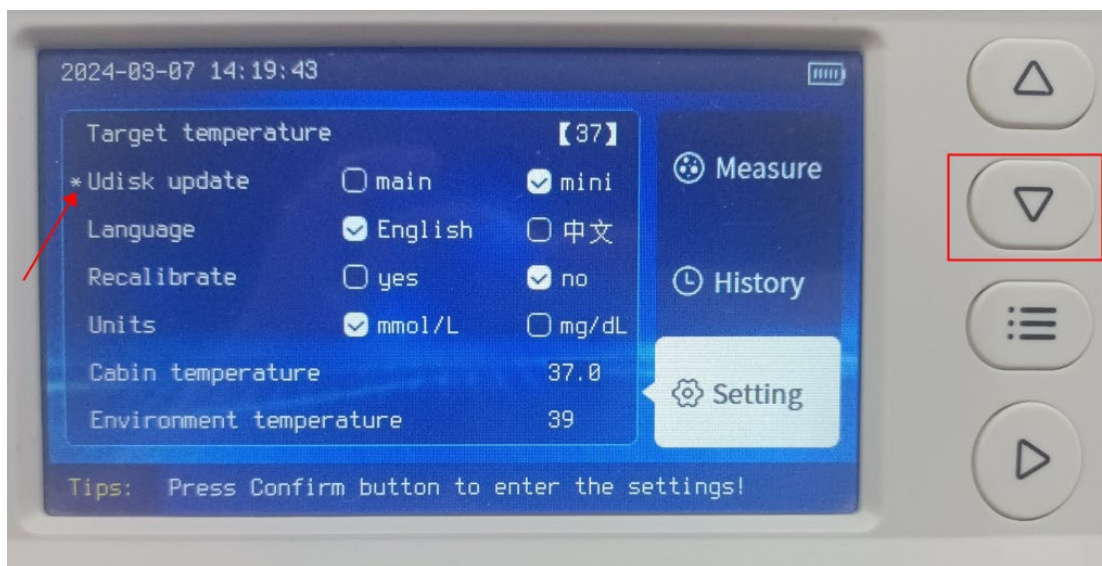 2024-03-07 14:19:43
Target temperature 【37】
*Udisk update main mini
Language English 中文
Recalibrate yes no
Units mmol/L mg/dL
Cabin temperature 37.0
Environment temperature 39
Measure
History
Setting
Tips: Press Confirm button to enter the settings!